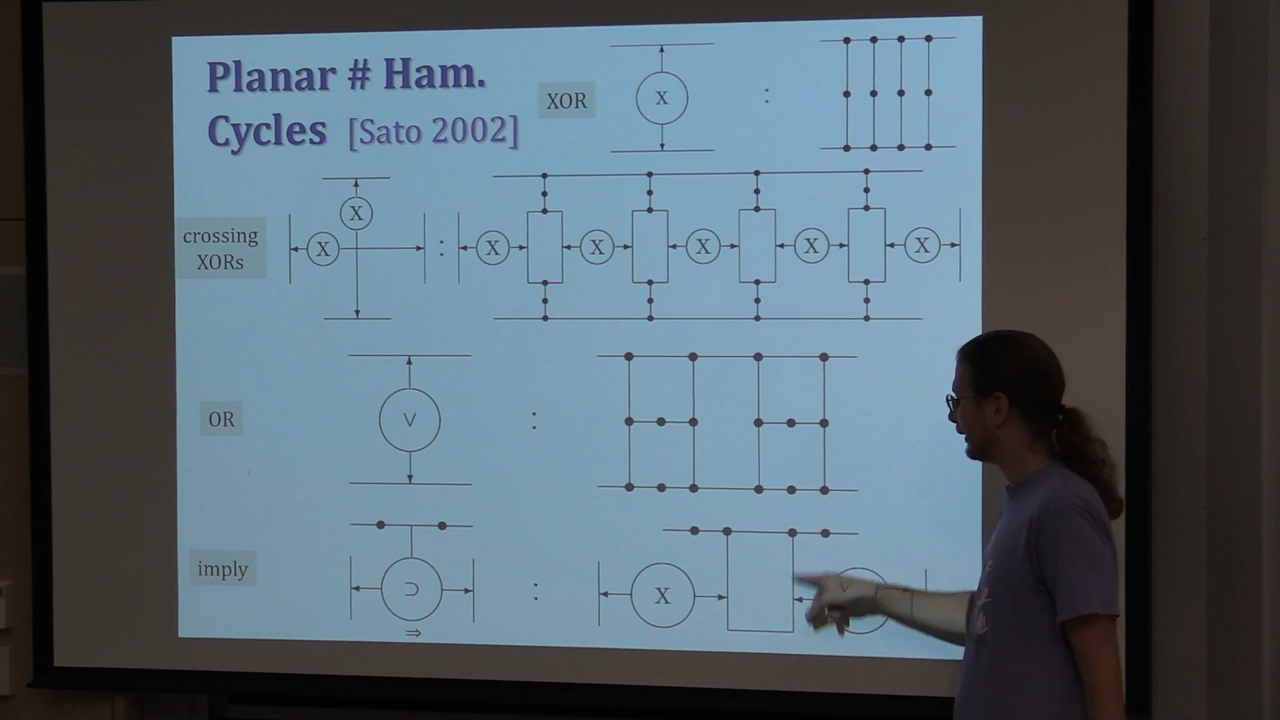 Planar # Ham.
Cycles [Sato 2002]
XOR
X
:
crossing
XORs
X
X
:
X
X
X
X
X
OR
∨
:
imply
⊃
⇒
:
X